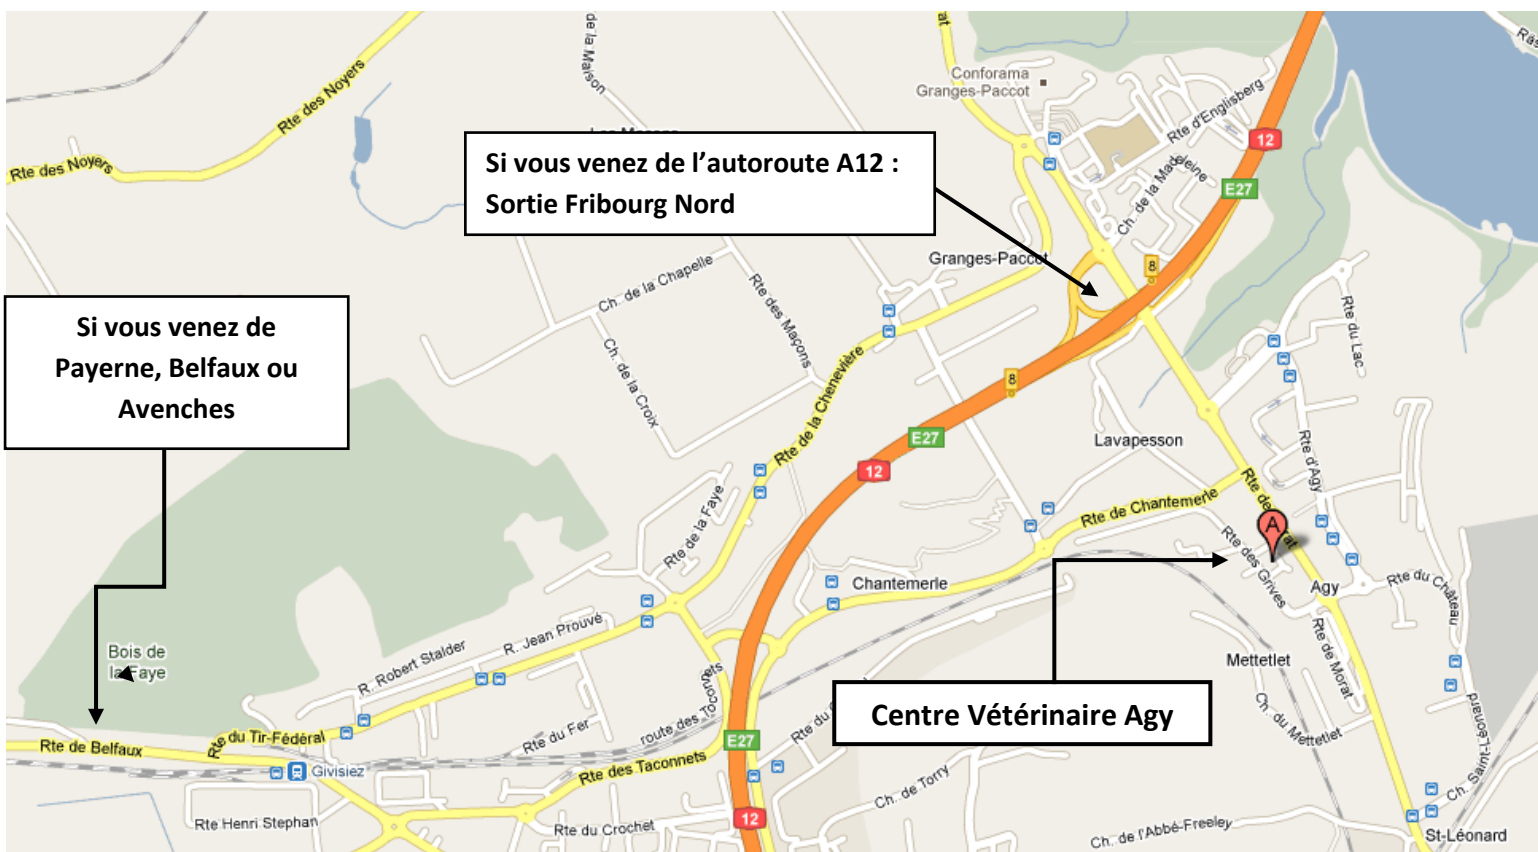 de la Maison
Rte des Noyers
Rte des Noyers
Conforama
Granges-Paccot
Rte d'Englisberg
12
E27
Ch. de la Madeleine
Si vous venez de l'autoroute A12 :
Sortie Fribourg Nord
Granges-Paccot
8
Ch. de la Chapelle
Rte des Maçons
Ch. de la Croix
Rte du Lac
Si vous venez de
Payerne, Belfaux ou
Avenches
Rte de la Chenevière
8
E27
12
Lavapesson
Rte d'Agy
Rte de la Faye
Rte de Chantemerle
A
Rte des Grives
Chantemerle
Agy
Rte du Château
R. Jean Prouvé
R. Robert Stalder
Bois de
la Faye
Mettetlet
Rte de Morat
Ch. du Mettetlet
Ch. Saint-Léonard
Centre Vétérinaire Agy
route des Taconnets
Rte du Fer
Rte du Tir-Fédéral
Rte de Belfaux
E27
Givisiez
Rte des Taconnets
Ch. de Torry
Rte Henri Stephan
Rte du Crochet
12
Ch. de l'Abbé-Freeley
St-Léonard